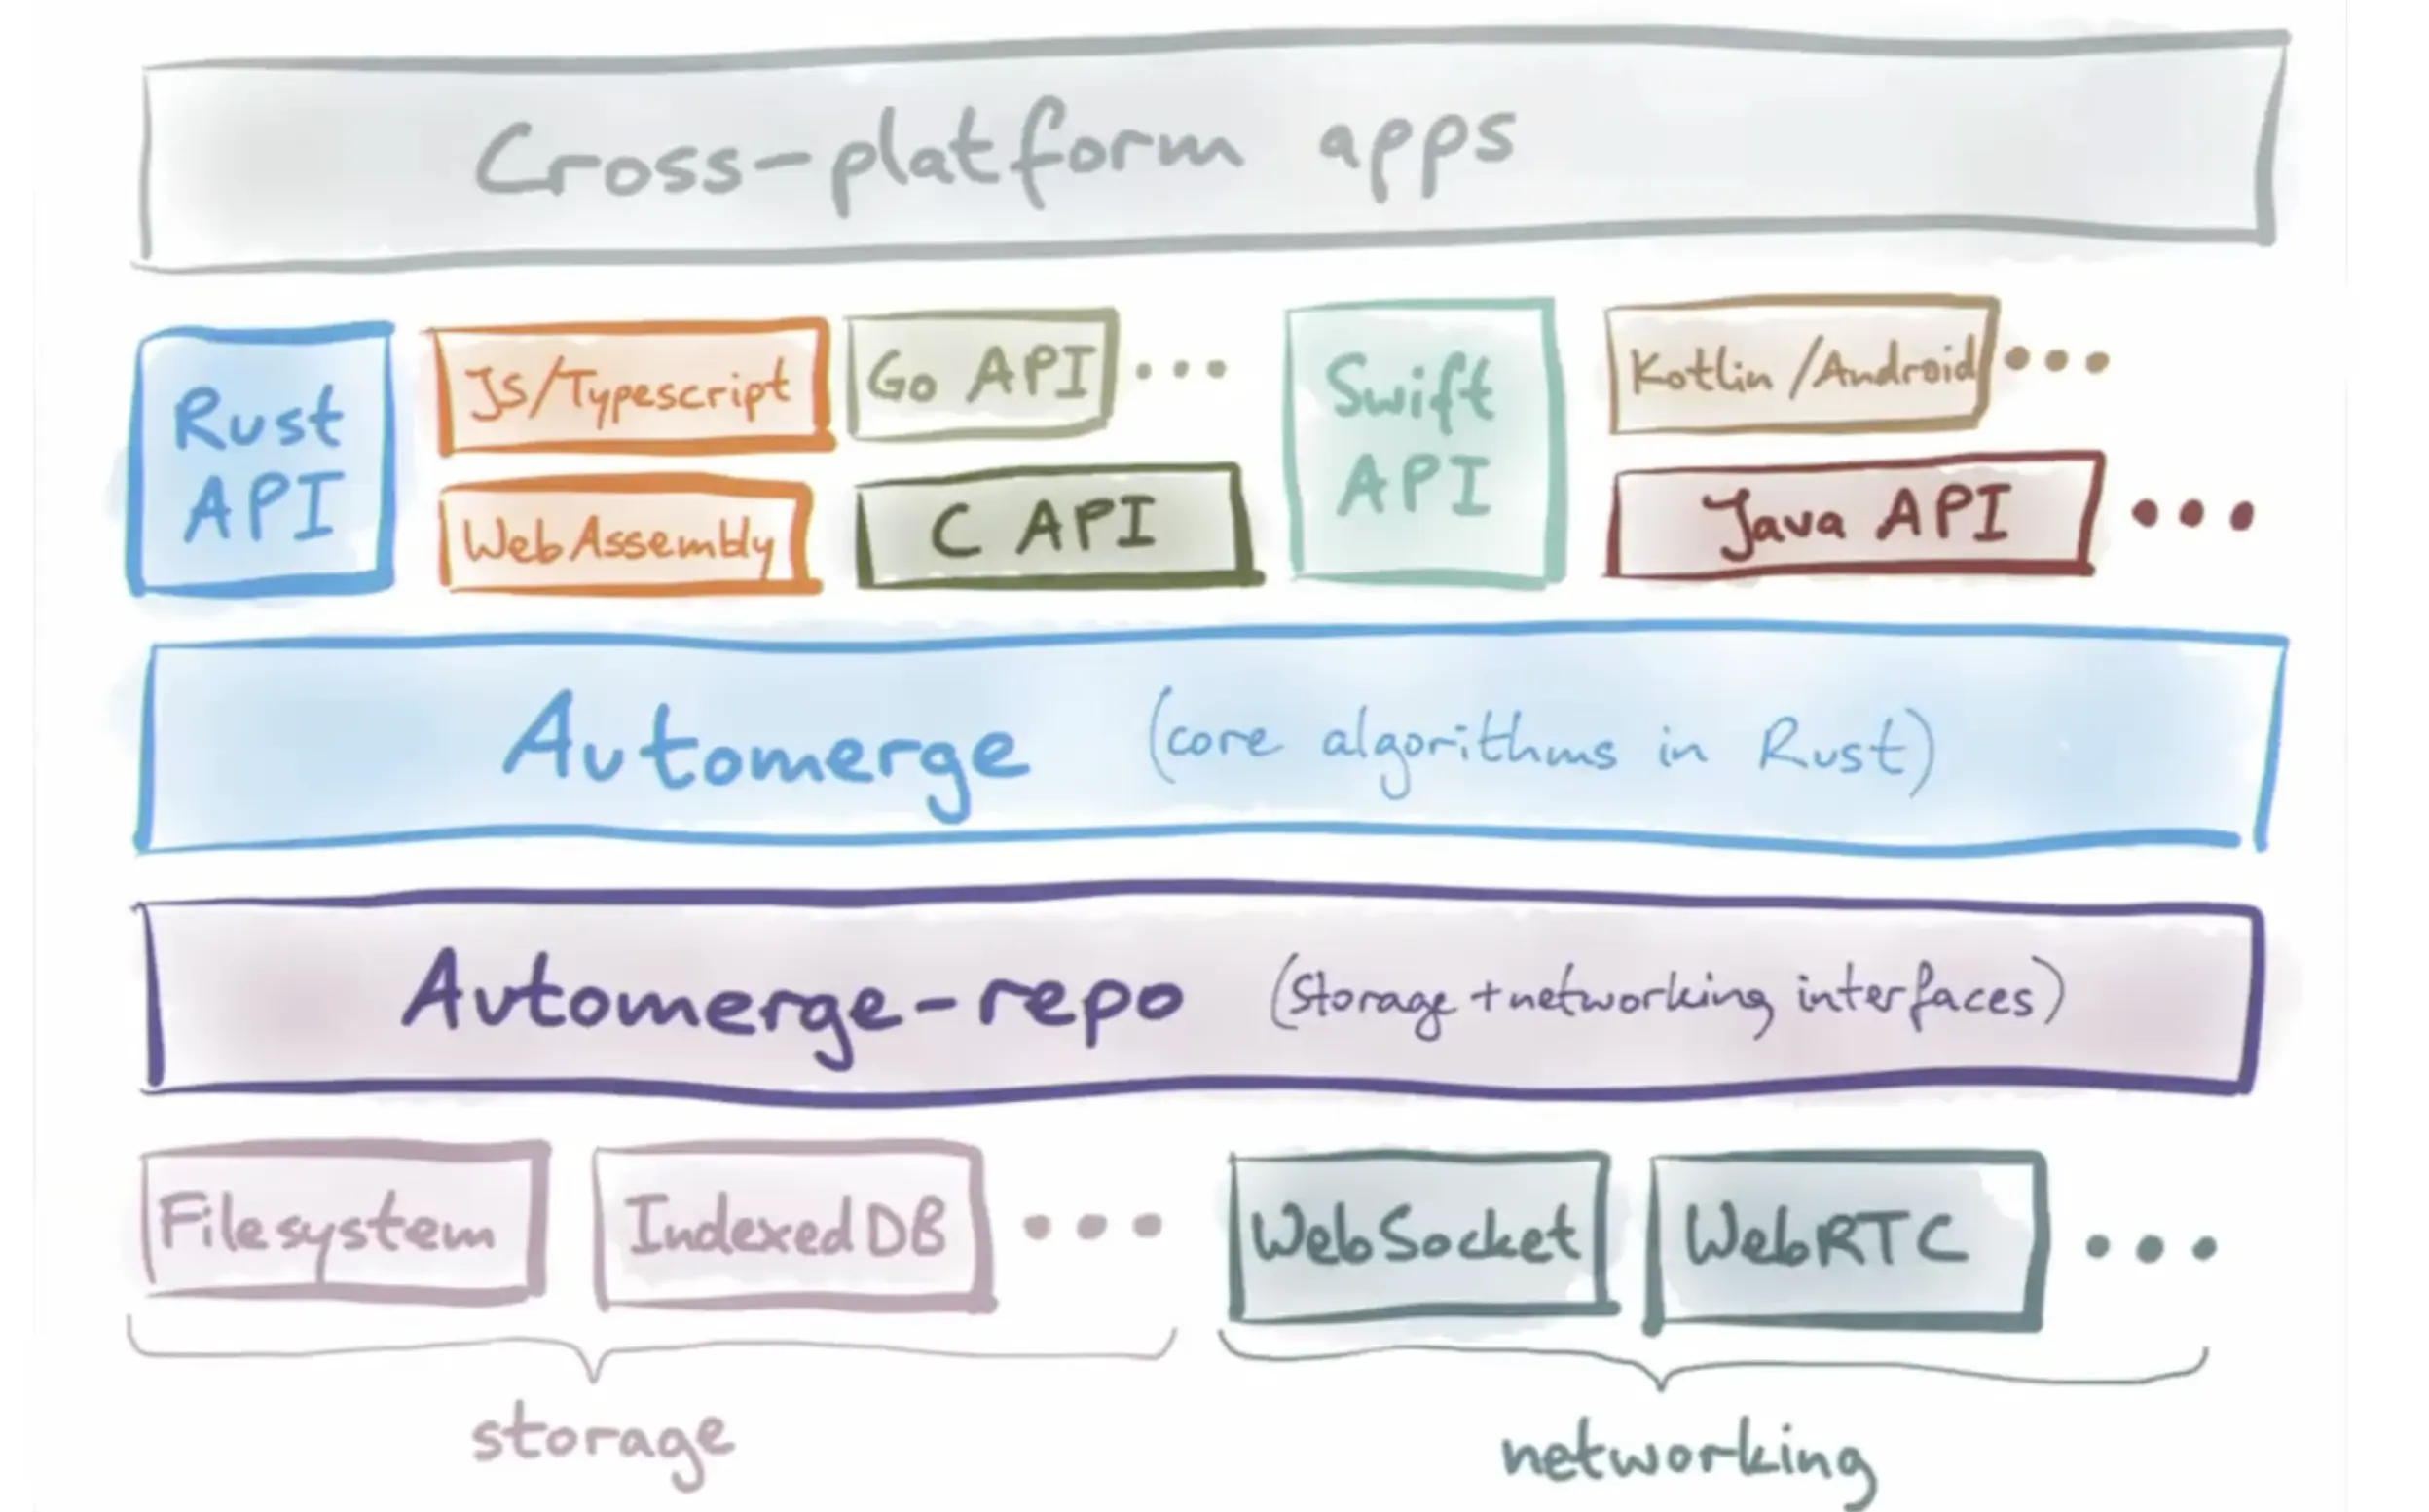 Cross-platform apps
Rust
API
JS/Typescript
WebAssembly
Go API ...
C API
Swift
API
Kotlin/Android ...
Java API ...
Automerge (core algorithms in Rust)
Automerge-repo (storage + networking interfaces)
Filesystem
IndexedDB ...
WebSocket
WebRTC ...
storage
networking